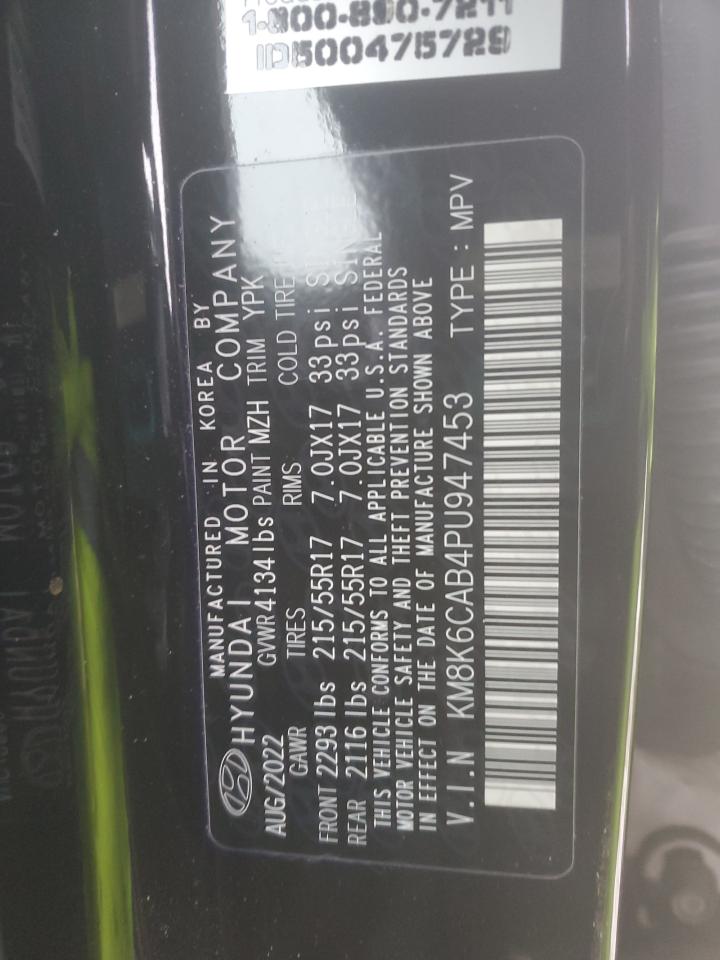 1-800-890-7211
ID500475729
MANUFACTURED IN KOREA BY
HYUNDAI MOTOR COMPANY
GVWR 4134lbs PAINT MZH TRIM YPK
AUG/2022
GAWR TIRES RIMS COLD TIRE
FRONT 2293 lbs 215/55R17 7.0JX17 33psi
REAR 2116 lbs 215/55R17 7.0JX17 33psi
THIS VEHICLE CONFORMS TO ALL APPLICABLE U.S.A. FEDERAL
MOTOR VEHICLE SAFETY AND THEFT PREVENTION STANDARDS
IN EFFECT ON THE DATE OF MANUFACTURE SHOWN ABOVE
V.I.N KM8K6CAB4PU947453 TYPE : MPV